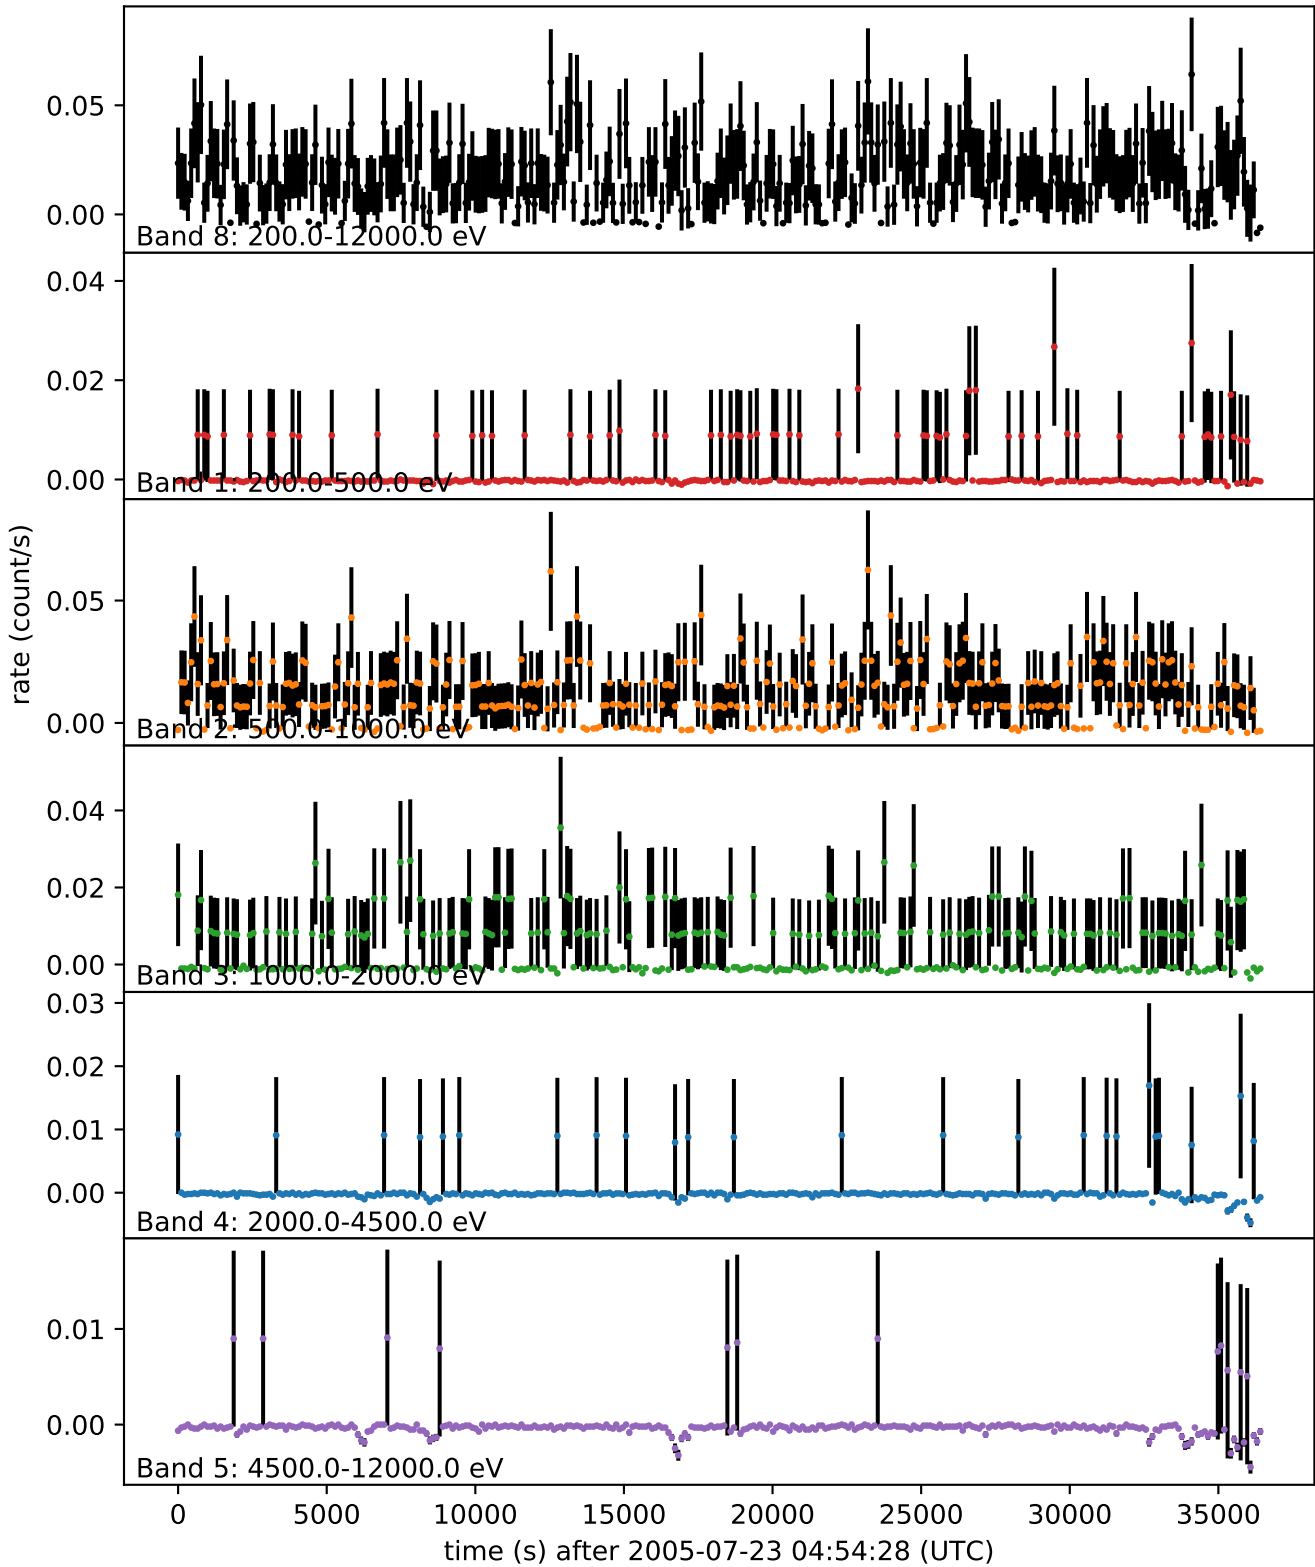 0.05
0.00
Band 8: 200.0-12000.0 eV
0.04
0.02
0.00
Band 1: 200.0-500.0 eV
0.05
0.00
Band 2: 500.0-1000.0 eV
0.04
0.02
0.00
Band 3: 1000.0-2000.0 eV
0.03
0.02
0.01
0.00
Band 4: 2000.0-4500.0 eV
0.01
0.00
Band 5: 4500.0-12000.0 eV
rate (count/s)
0 5000 10000 15000 20000 25000 30000 35000
time (s) after 2005-07-23 04:54:28 (UTC)